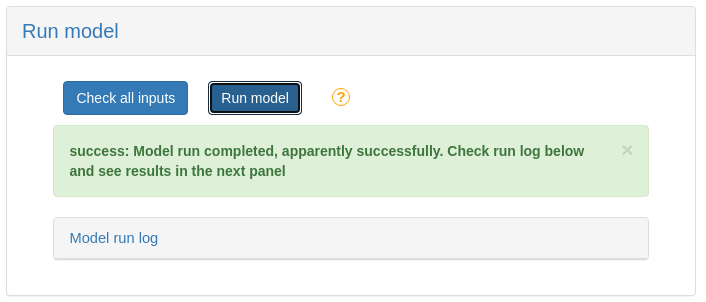 Run model
Check all inputs Run model ?
success: Model run completed, apparently successfully. Check run log below ×
and see results in the next panel
Model run log